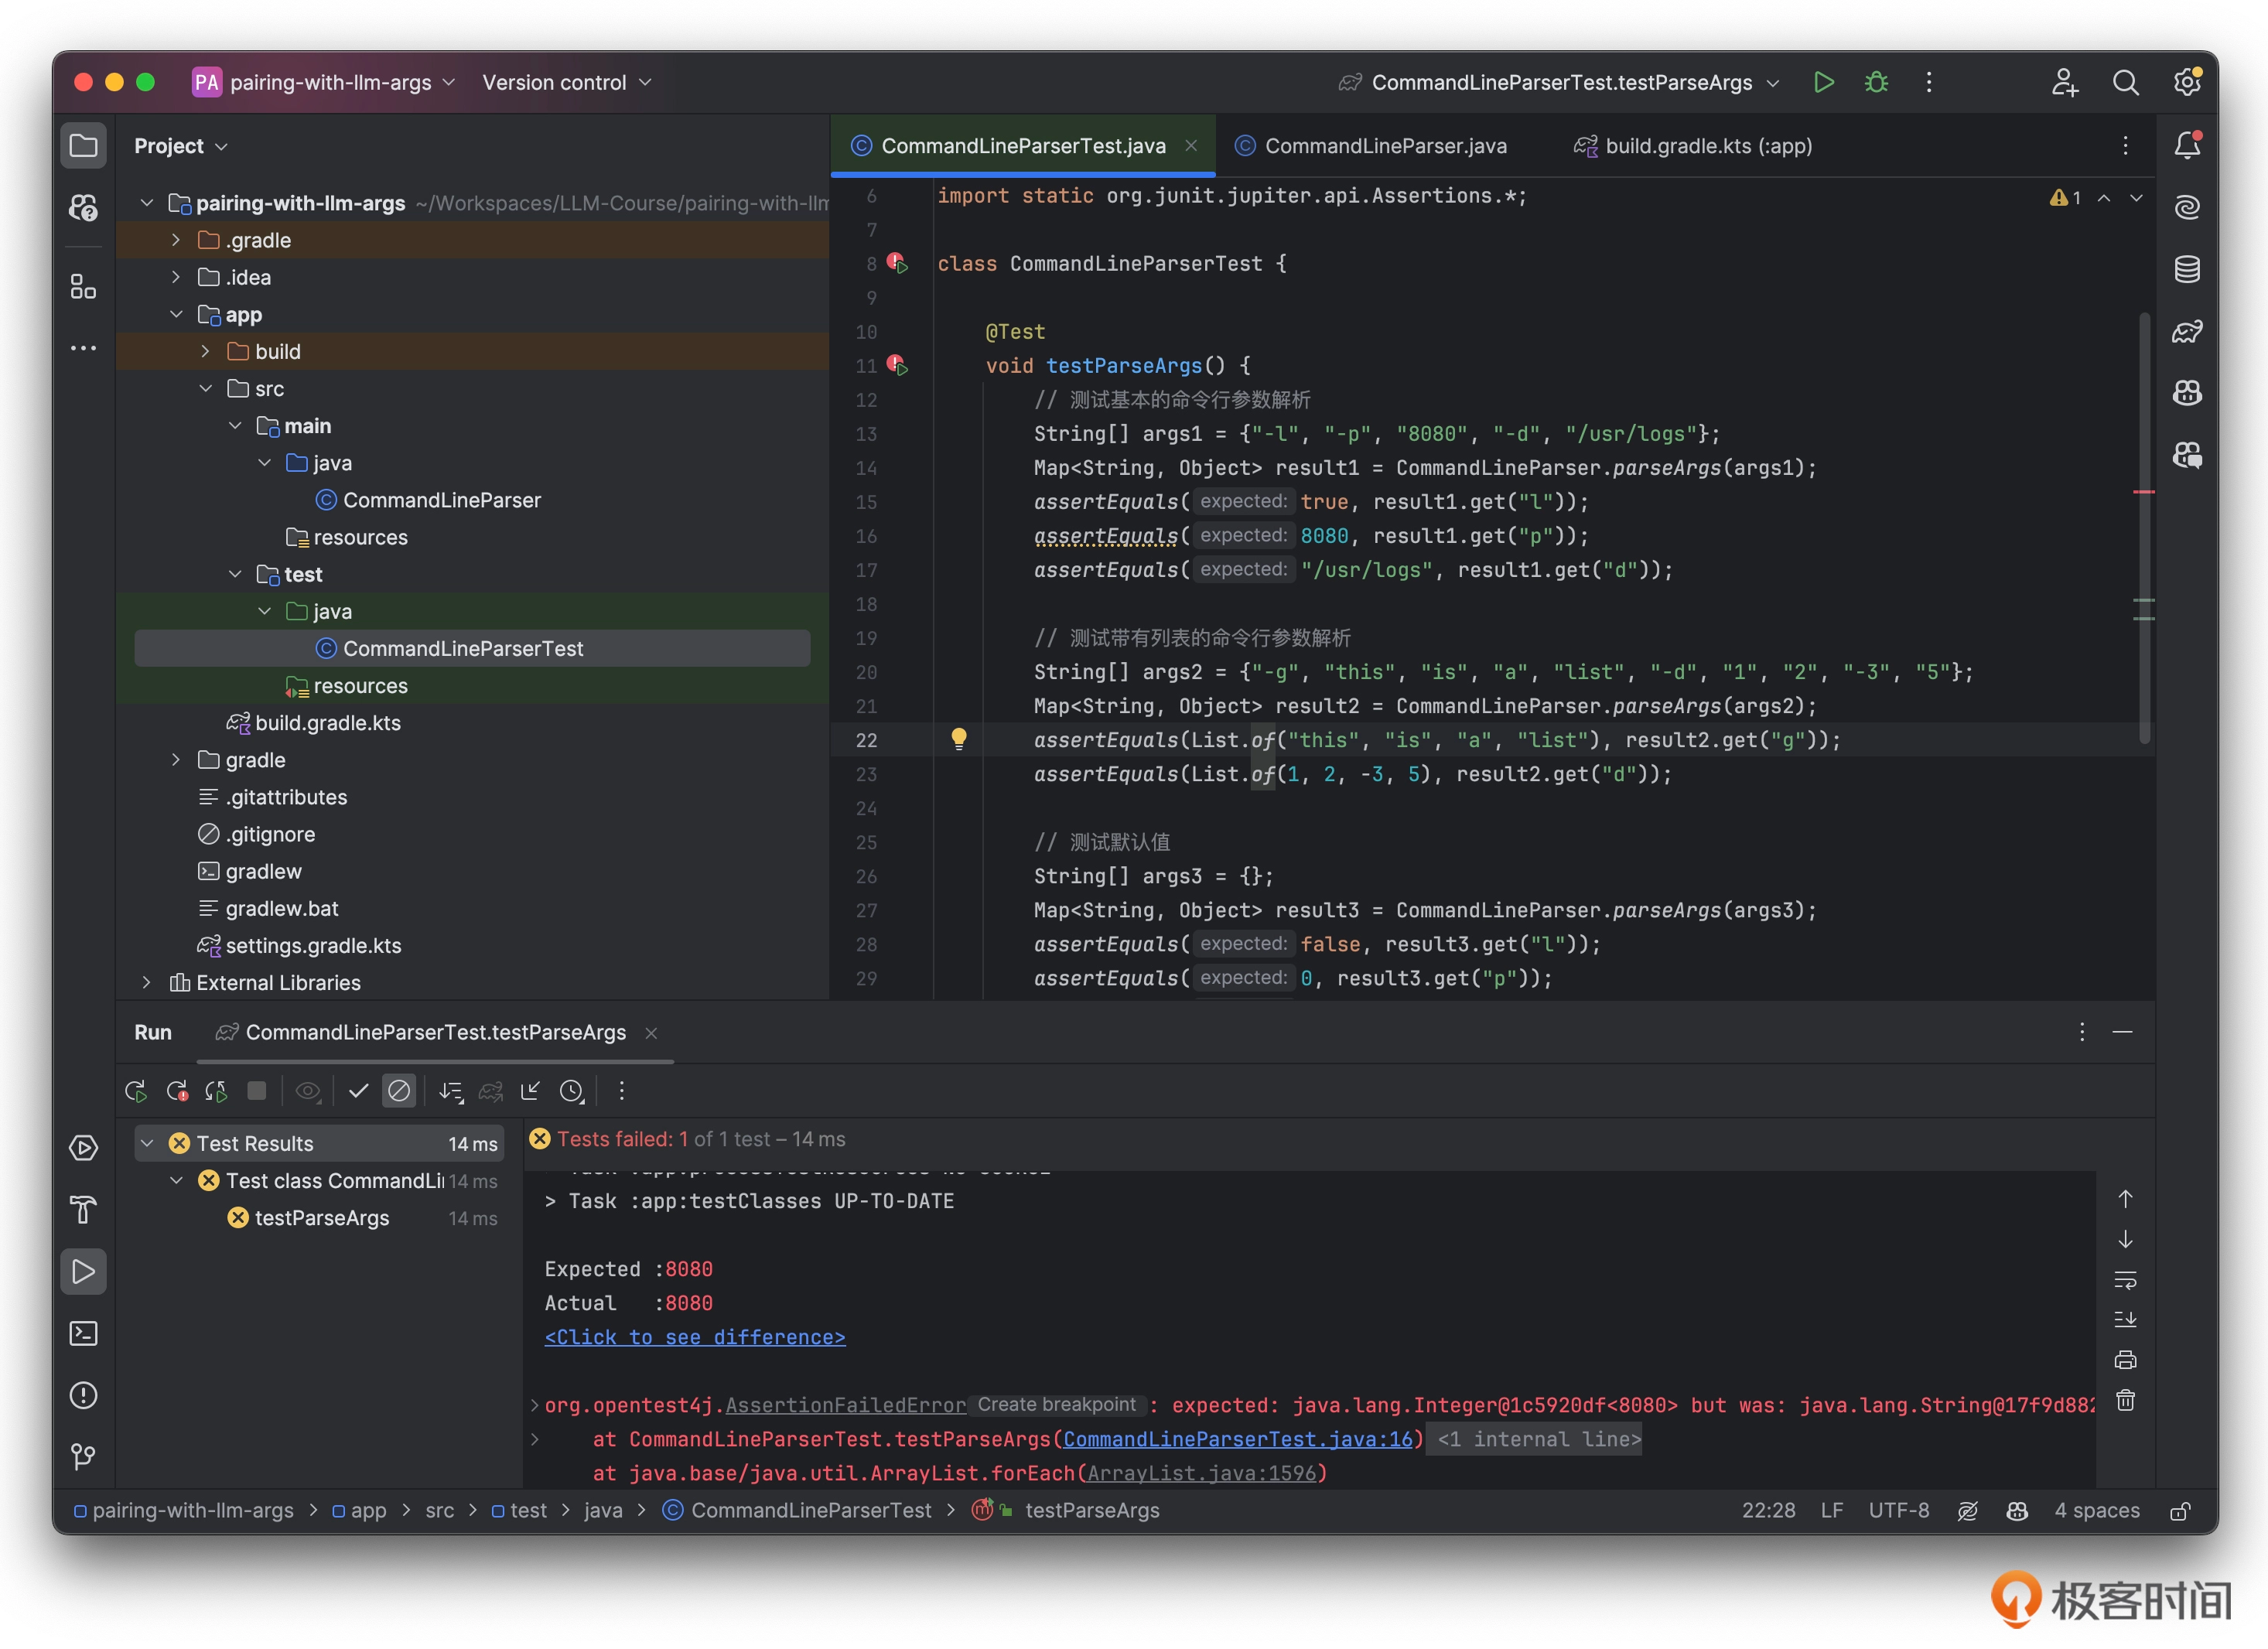 PA pairing-with-llm-args Version control CommandLineParserTest.testParseArgs
Project
pairing-with-llm-args ~/Workspaces/LLM-Course/pairing-with-llm
.gradle
.idea
app
build
src
main
java
CommandLineParser
resources
test
java
CommandLineParserTest
resources
build.gradle.kts
gradle
.gitattributes
.gitignore
gradlew
gradlew.bat
settings.gradle.kts
External Libraries
CommandLineParserTest.java CommandLineParser.java build.gradle.kts (:app)
6 import static org.junit.jupiter.api.Assertions.*; 1
7
8 class CommandLineParserTest {
9
10 @Test
11 void testParseArgs() {
12 // 测试基本的命令行参数解析
13 String[] args1 = {"-l", "-p", "8080", "-d", "/usr/logs"};
14 Map<String, Object> result1 = CommandLineParser.parseArgs(args1);
15 assertEquals( expected: true, result1.get("l"));
16 assertEquals( expected: 8080, result1.get("p"));
17 assertEquals( expected: "/usr/logs", result1.get("d"));
18
19 // 测试带有列表的命令行参数解析
20 String[] args2 = {"-g", "this", "is", "a", "list", "-d", "1", "2", "-3", "5"};
21 Map<String, Object> result2 = CommandLineParser.parseArgs(args2);
22 assertEquals(List.of("this", "is", "a", "list"), result2.get("g"));
23 assertEquals(List.of(1, 2, -3, 5), result2.get("d"));
24
25 // 测试默认值
26 String[] args3 = {};
27 Map<String, Object> result3 = CommandLineParser.parseArgs(args3);
28 assertEquals( expected: false, result3.get("l"));
29 assertEquals( expected: 0, result3.get("p"));
Run CommandLineParserTest.testParseArgs
Test Results 14 ms
Test class CommandLi 14 ms
testParseArgs 14 ms
Tests failed: 1 of 1 test – 14 ms
> Task :app:testClasses UP-TO-DATE
Expected :8080
Actual :8080
<Click to see difference>
org.opentest4j.AssertionFailedError Create breakpoint : expected: java.lang.Integer@1c5920df<8080> but was: java.lang.String@17f9d882
at CommandLineParserTest.testParseArgs(CommandLineParserTest.java:16) <1 internal line>
at java.base/java.util.ArrayList.forEach(ArrayList.java:1596)
pairing-with-llm-args > app > src > test > java > CommandLineParserTest > testParseArgs 22:28 LF UTF-8 4 spaces
极客时间